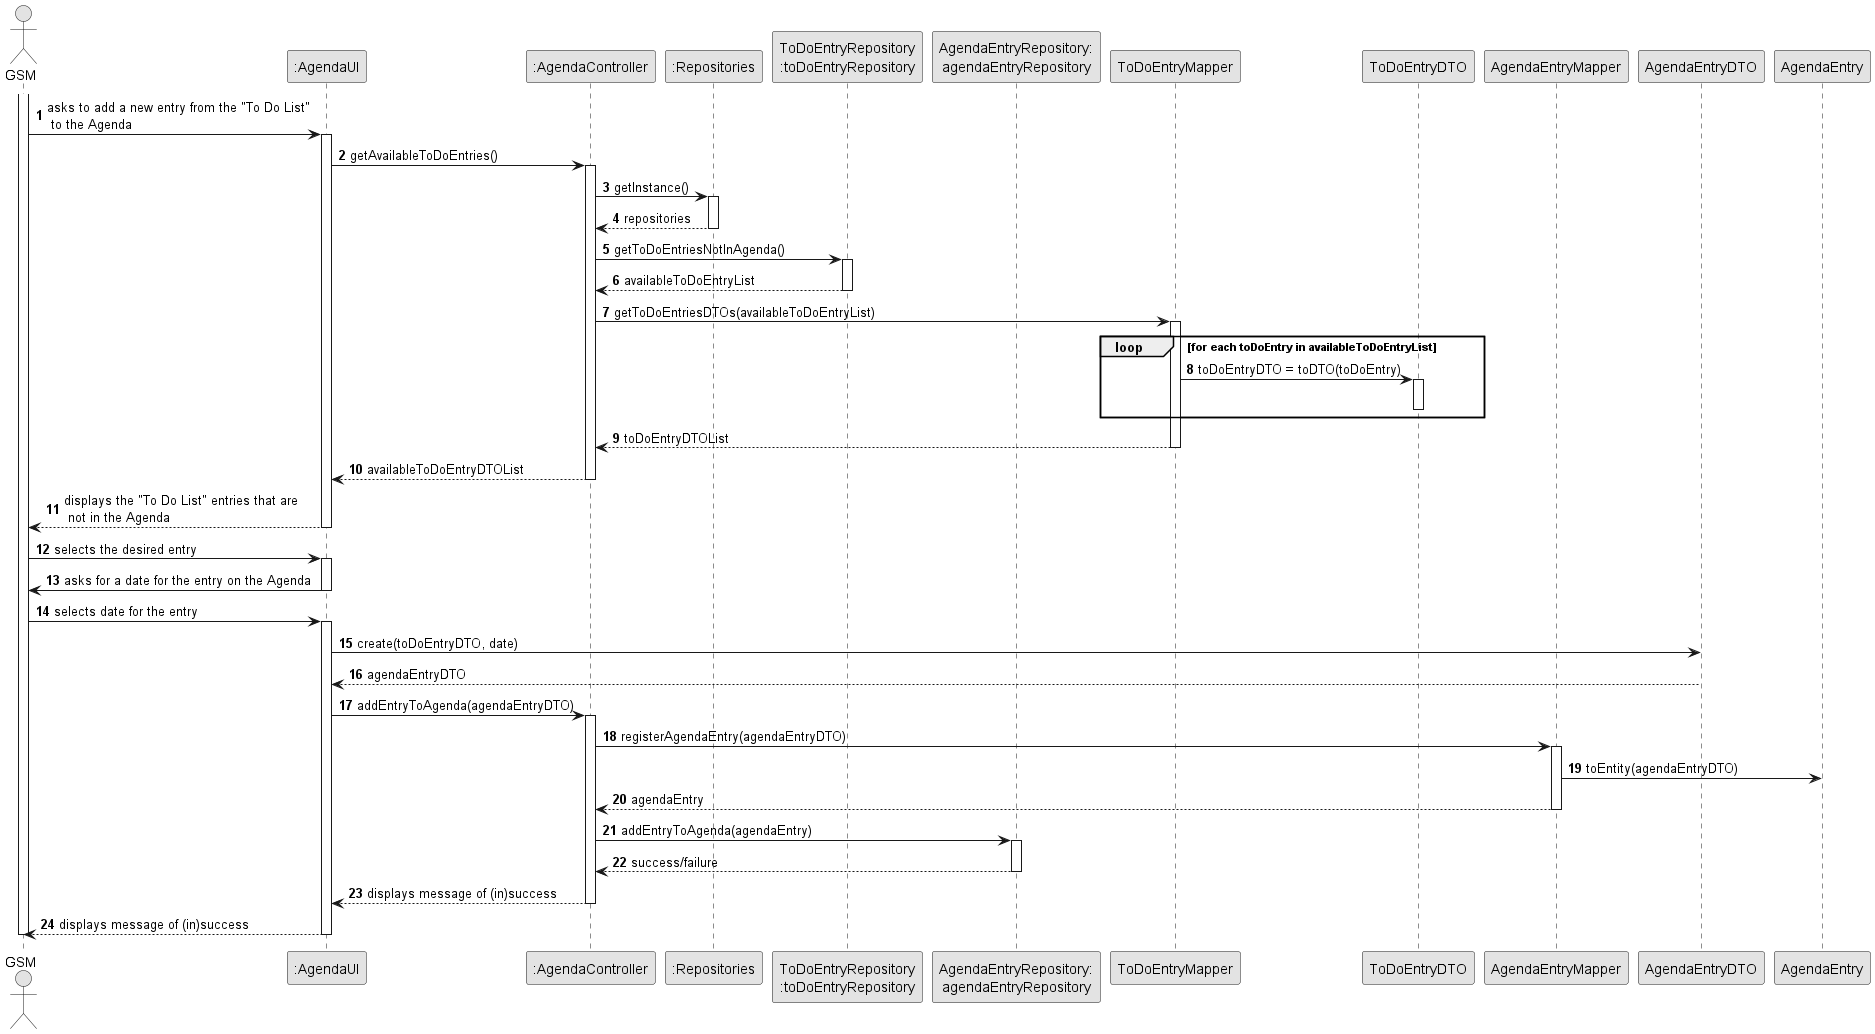 GSM
:AgendaUI
:AgendaController
:Repositories
ToDoEntryRepository
:toDoEntryRepository
AgendaEntryRepository:
agendaEntryRepository
ToDoEntryMapper
ToDoEntryDTO
AgendaEntryMapper
AgendaEntryDTO
AgendaEntry
1 asks to add a new entry from the "To Do List"
to the Agenda
2 getAvailableToDoEntries()
3 getInstance()
4 repositories
5 getToDoEntriesNotInAgenda()
6 availableToDoEntryList
7 getToDoEntriesDTOs(availableToDoEntryList)
loop [for each toDoEntry in availableToDoEntryList]
8 toDoEntryDTO = toDTO(toDoEntry)
9 toDoEntryDTOList
10 availableToDoEntryDTOList
11 displays the "To Do List" entries that are
not in the Agenda
12 selects the desired entry
13 asks for a date for the entry on the Agenda
14 selects date for the entry
15 create(toDoEntryDTO, date)
16 agendaEntryDTO
17 addEntryToAgenda(agendaEntryDTO)
18 registerAgendaEntry(agendaEntryDTO)
19 toEntity(agendaEntryDTO)
20 agendaEntry
21 addEntryToAgenda(agendaEntry)
22 success/failure
23 displays message of (in)success
24 displays message of (in)success
GSM
:AgendaUI
:AgendaController
:Repositories
ToDoEntryRepository
:toDoEntryRepository
AgendaEntryRepository:
agendaEntryRepository
ToDoEntryMapper
ToDoEntryDTO
AgendaEntryMapper
AgendaEntryDTO
AgendaEntry